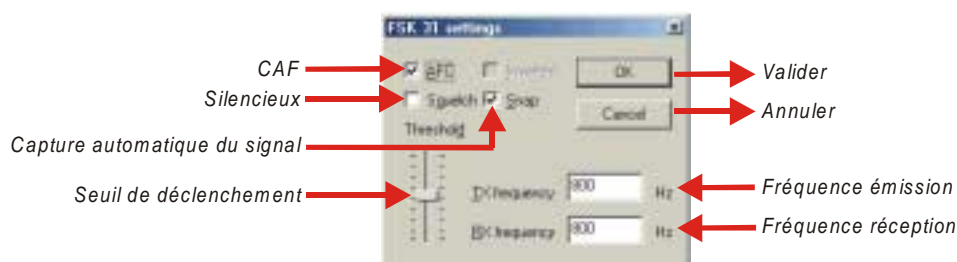 FSK 31 settings
CAF
AFC
OK
Valider
Silencieux
Squelch
Snap
Cancel
Annuler
Threshold
Capture automatique du signal
Seuil de déclenchement
TX frequency
800
Hz
Fréquence émission
RX frequency
800
Hz
Fréquence réception